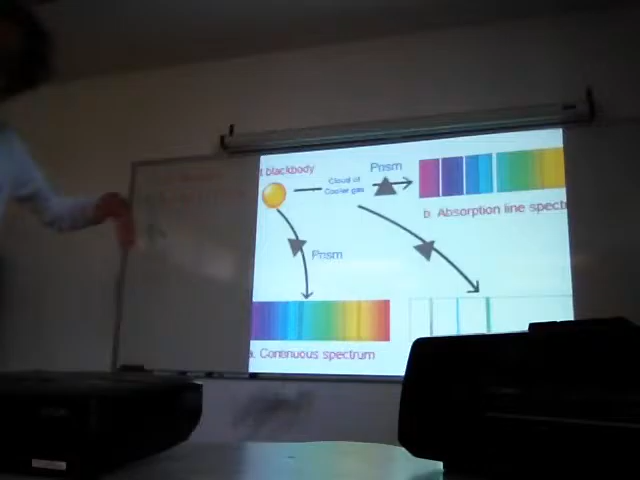 t blackbody
Prism
Cloud of
Cooler gas
b. Absorption line spect
Prism
a. Continuous spectrum